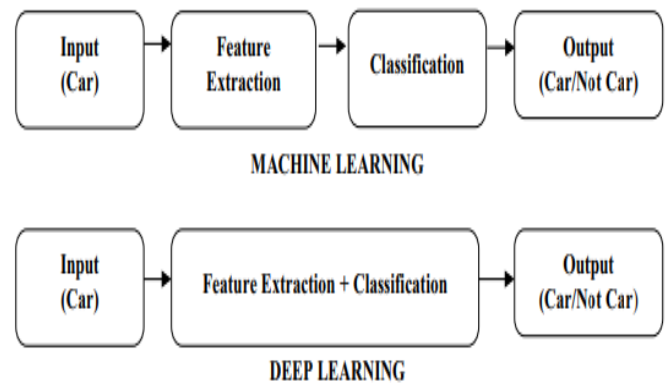 Input
(Car)
Feature
Extraction
Classification
Output
(Car/Not Car)
MACHINE LEARNING
Input
(Car)
Feature Extraction + Classification
Output
(Car/Not Car)
DEEP LEARNING